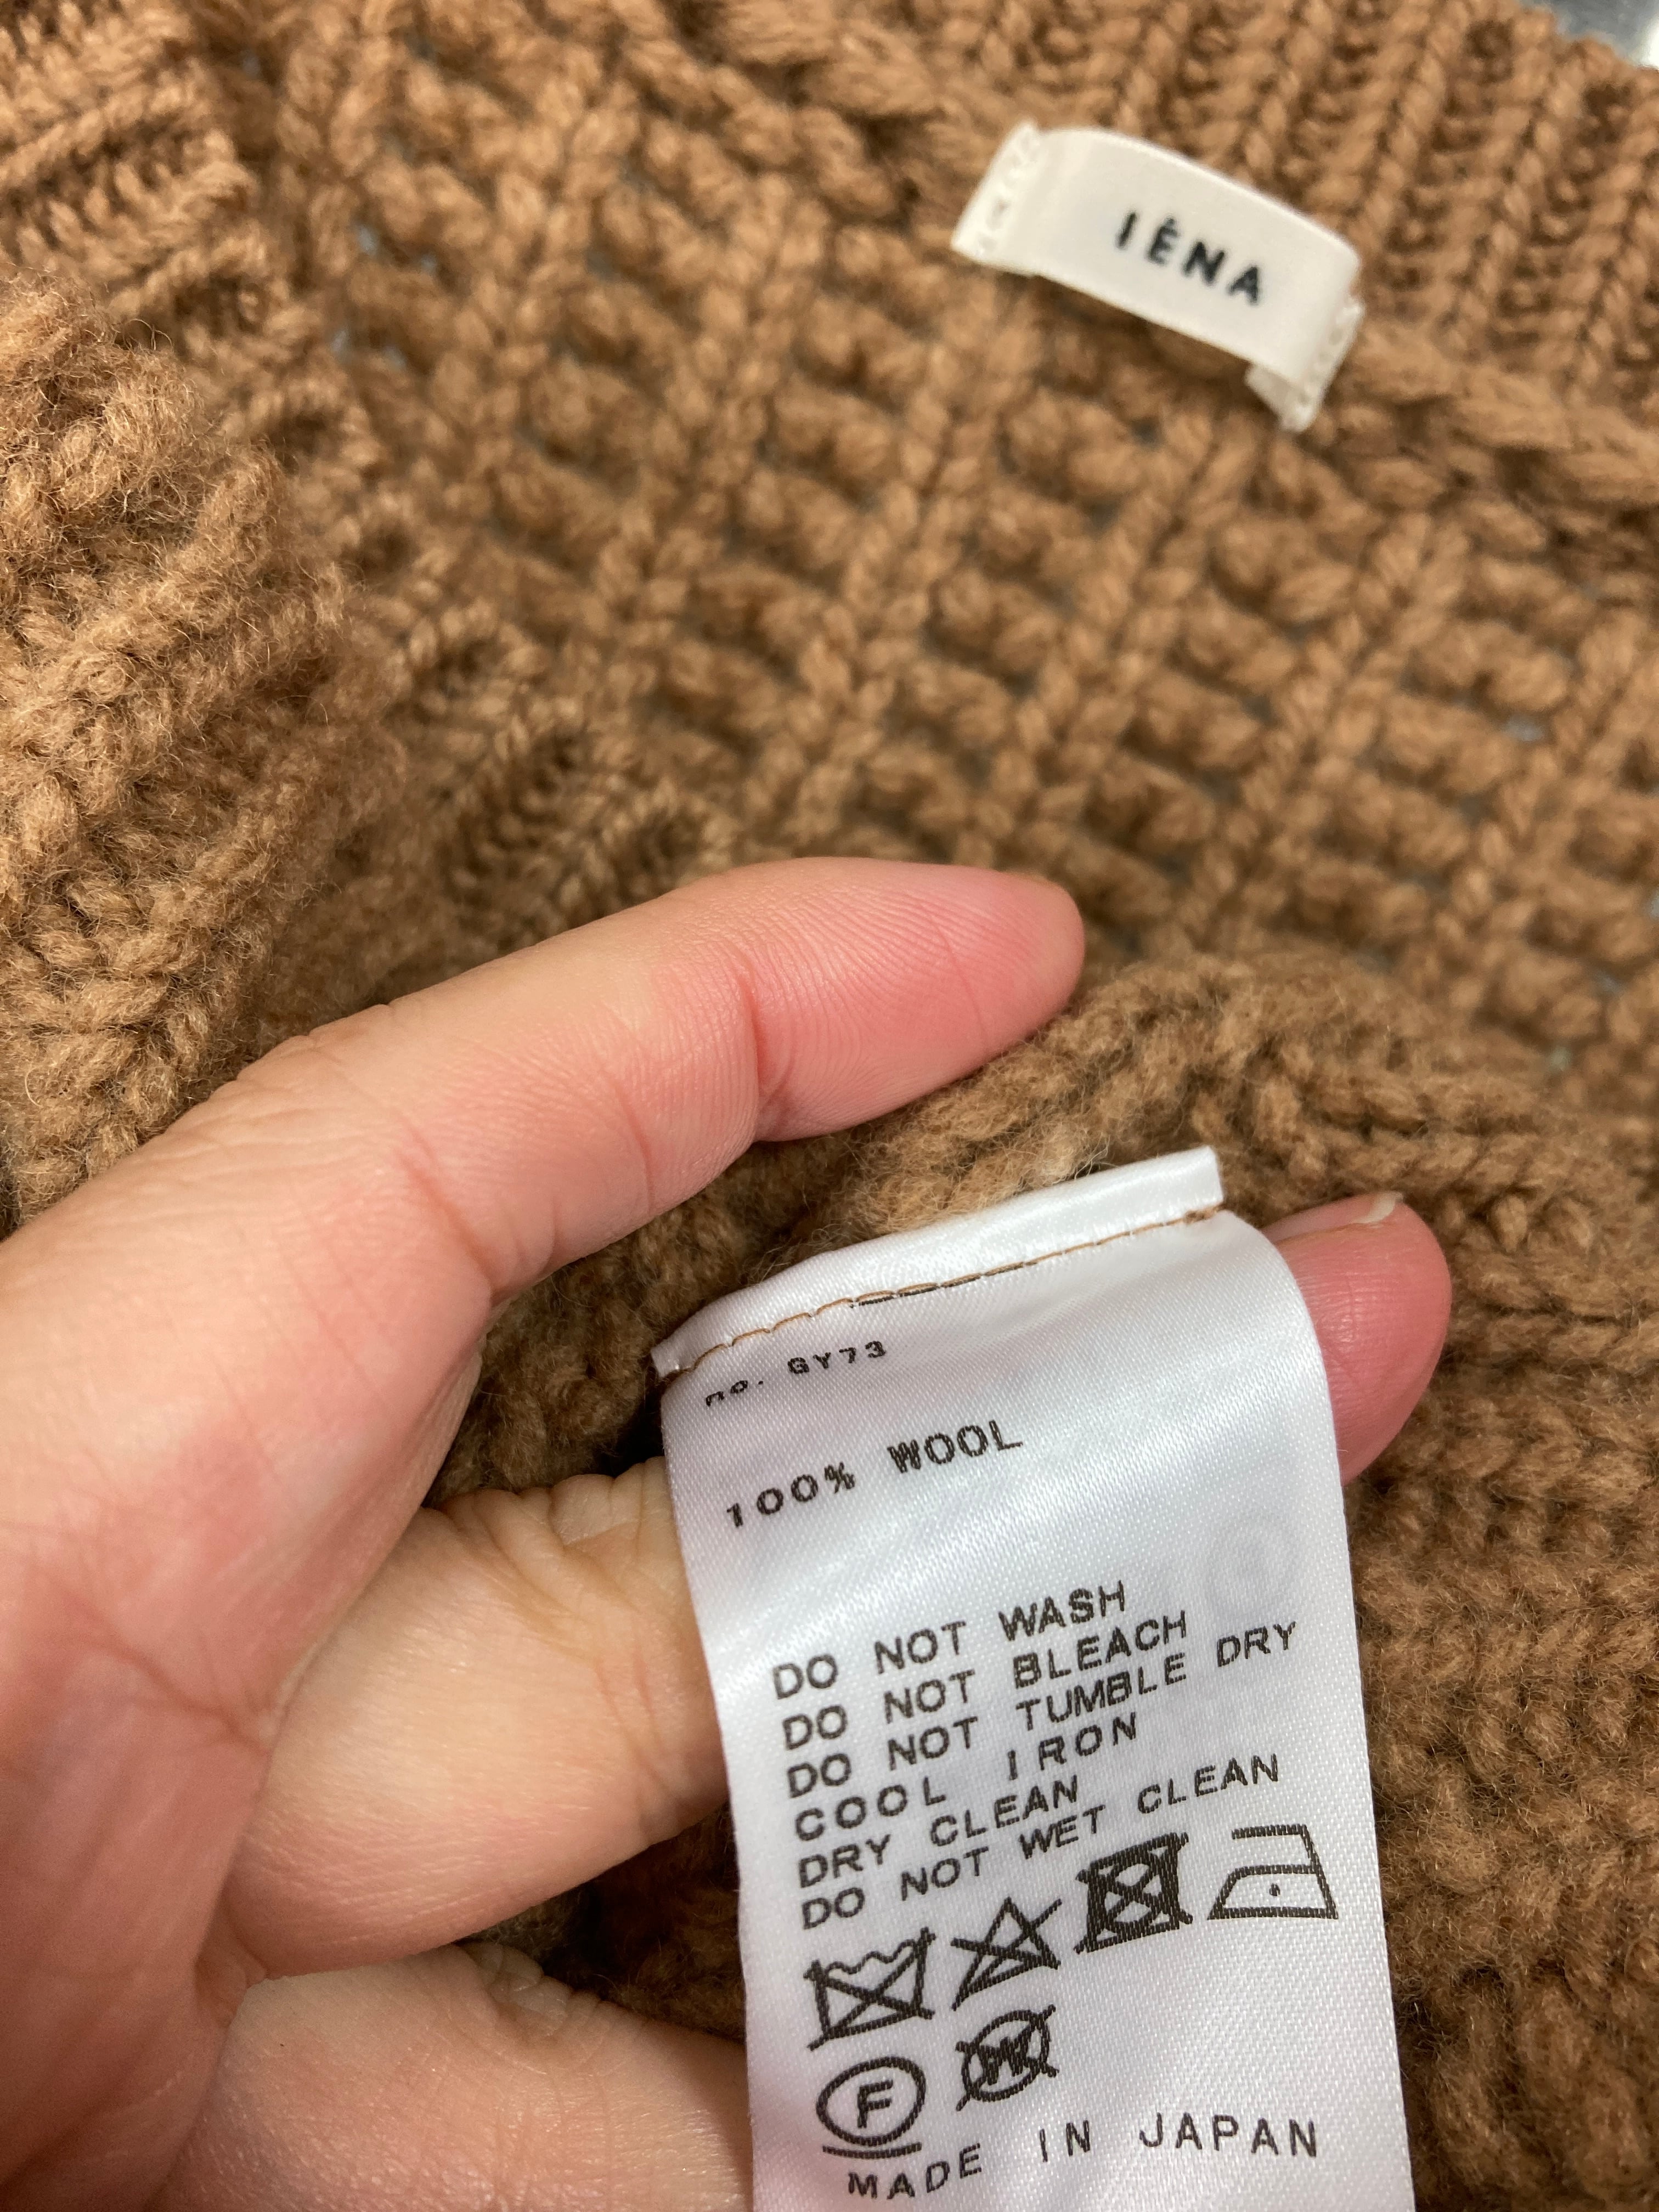 IÉNA
no. GY73
100% WOOL
DO NOT WASH
DO NOT BLEACH
DO NOT TUMBLE DRY
COOL IRON
DRY CLEAN
DO NOT WET CLEAN
F W
MADE IN JAPAN